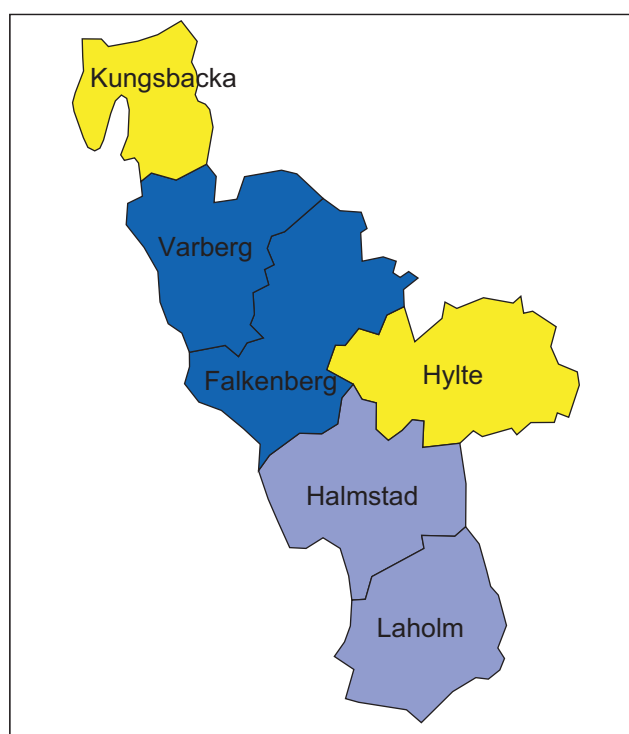 Kungsbacka
Varberg
Falkenberg
Hylte
Halmstad
Laholm